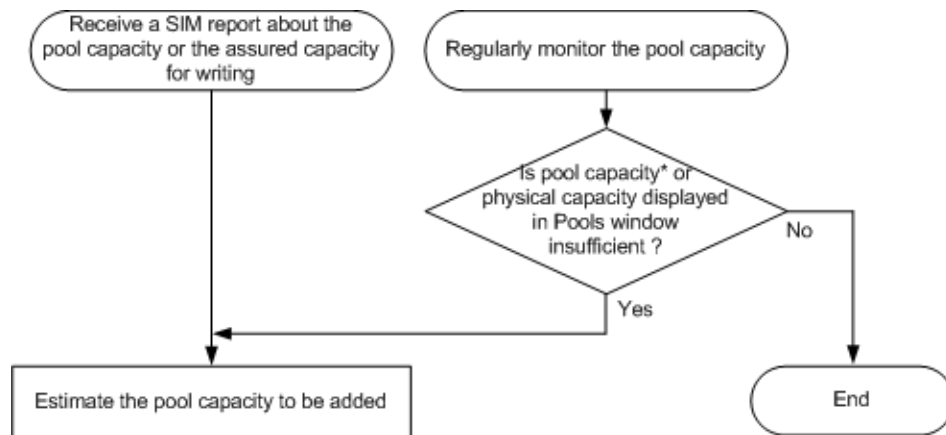 Receive a SIM report about the
pool capacity or the assured capacity
for writing
Regularly monitor the pool capacity
Is pool capacity* or
physical capacity displayed
in Pools window
insufficient ?
No
Yes
Estimate the pool capacity to be added
End